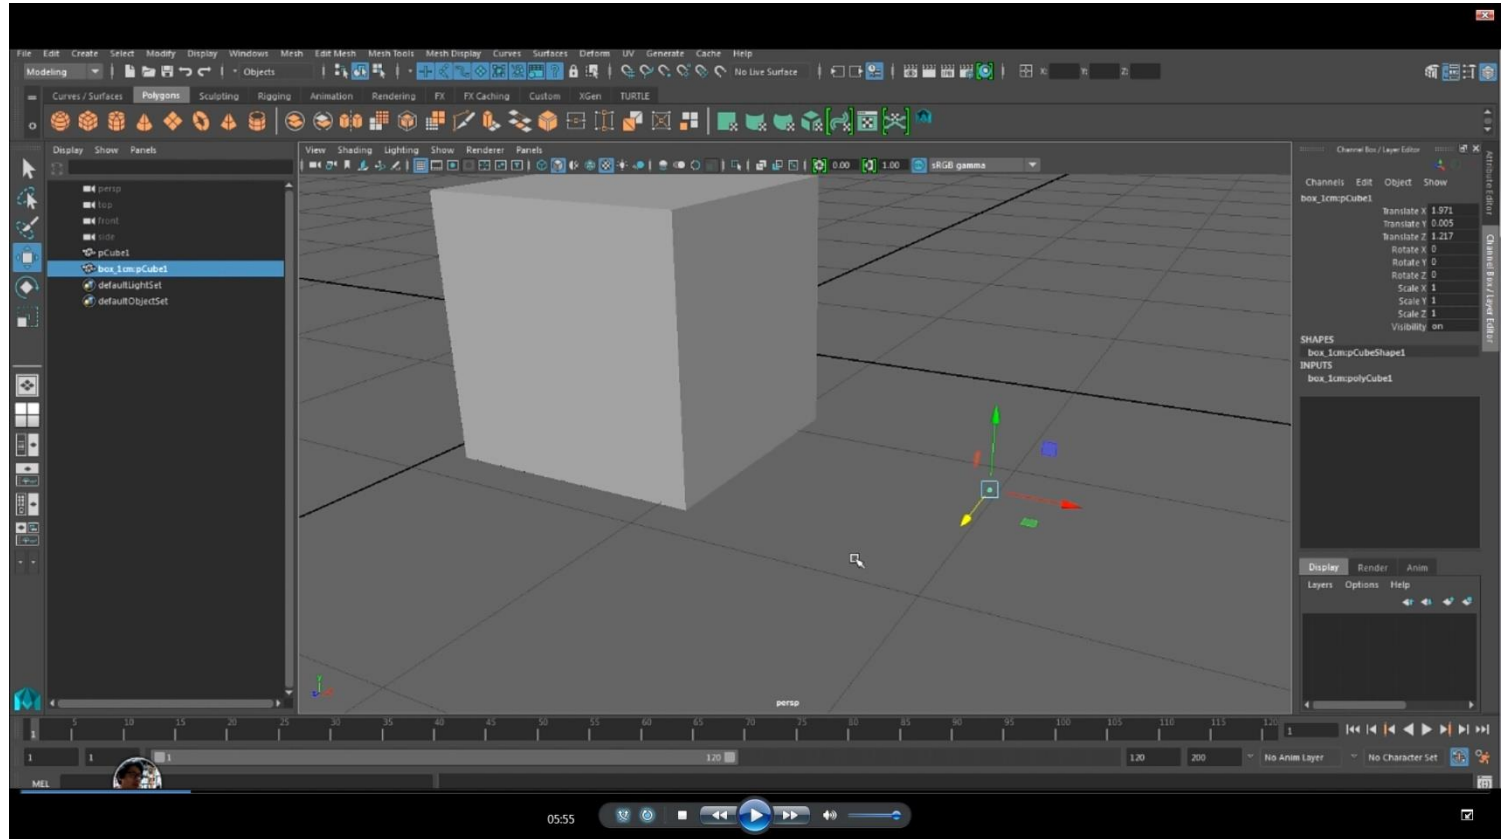 File Edit Create Select Modify Display Windows Mesh Edit Mesh Mesh Tools Mesh Display Curves Surfaces Deform UV Generate Cache Help
Modeling Objects No Live Surface X: Y: Z:
Curves / Surfaces Polygons Sculpting Rigging Animation Rendering FX FX Caching Custom XGen TURTLE
Display Show Panels
View Shading Lighting Show Renderer Panels
0.00 1.00 sRGB gamma
persp
top
front
side
pCube1
box_1cm:pCube1
defaultLightSet
defaultObjectSet
persp
Channel Box / Layer Editor
Channels Edit Object Show
box_1cm:pCube1
Translate X 1.971
Translate Y 0.005
Translate Z 1.217
Rotate X 0
Rotate Y 0
Rotate Z 0
Scale X 1
Scale Y 1
Scale Z 1
Visibility on
SHAPES
box_1cm:pCubeShape1
INPUTS
box_1cm:polyCube1
Attribute Editor
Channel Box / Layer Editor
Display Render Anim
Layers Options Help
5 10 15 20 25 30 35 40 45 50 55 60 65 70 75 80 85 90 95 100 105 110 115 120
1 1
1 1 1 120 120 200 No Anim Layer No Character Set
MEL
05:55